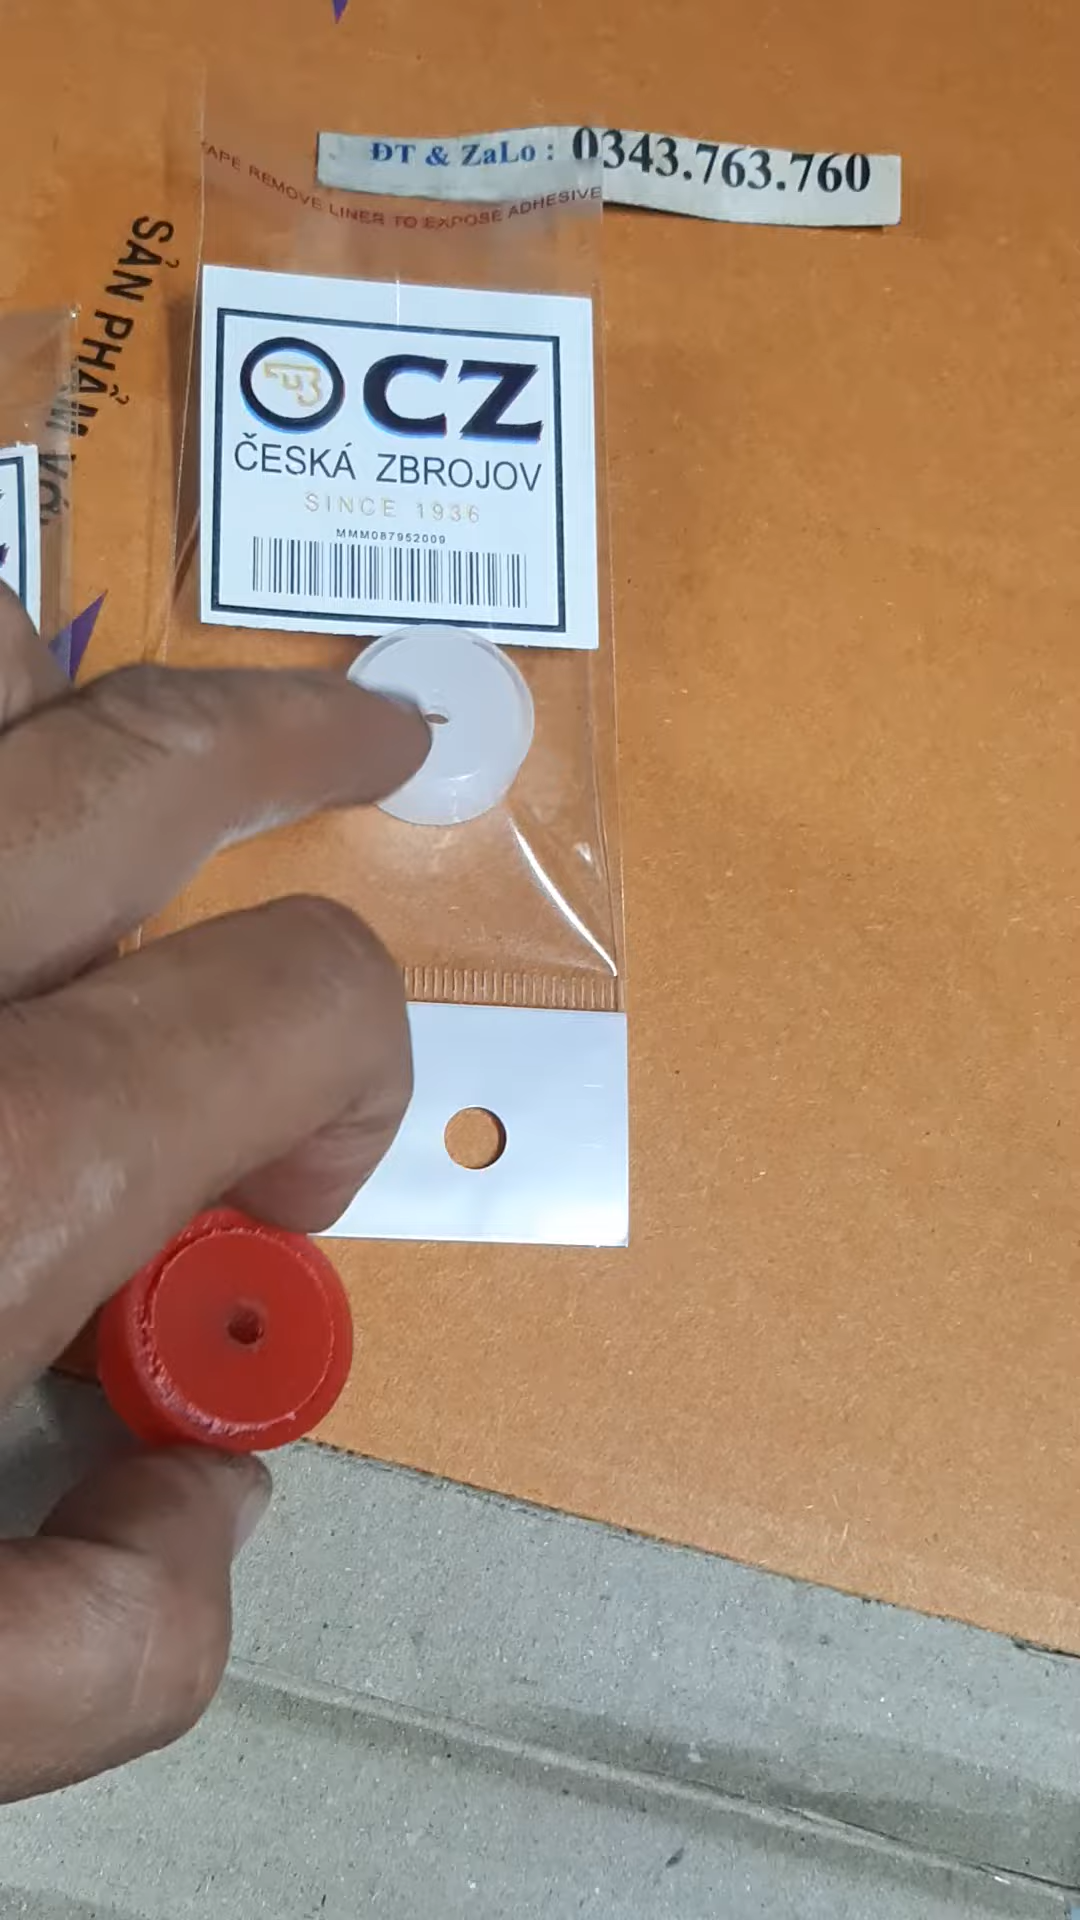 ĐT & ZaLo : 0343.763.760
TAPE REMOVE LINER TO EXPOSE ADHESIVE
SẢN PHẨM VỚ
CZ
ČESKÁ ZBROJOV
SINCE 1936
MMM087952009